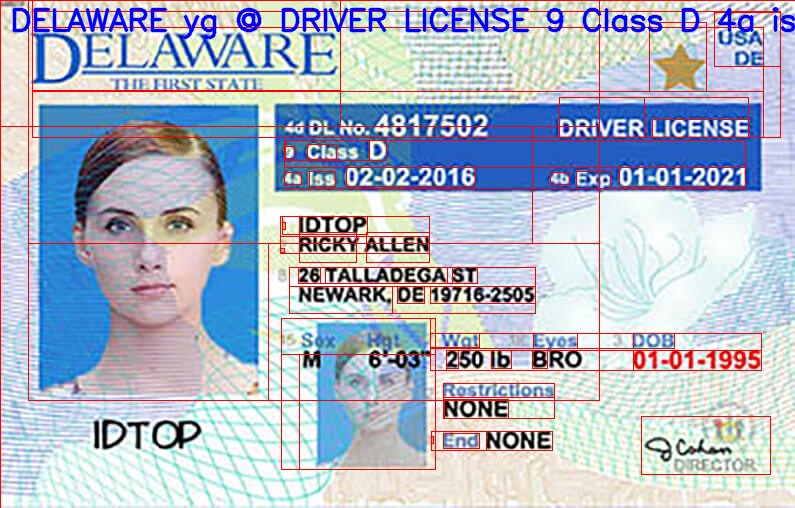 DELAWARE yg @ DRIVER LICENSE 9 Class D 4a is
DELAWARE
THE FIRST STATE
USA
DE
4d DL No. 4817502 DRIVER LICENSE
9 Class D
4a Iss 02-02-2016 4b Exp 01-01-2021
1 IDTOP
2 RICKY ALLEN
8 26 TALLADEGA ST
NEWARK, DE 19716-2505
15 Sex Hgt Wgt Eyes 3 DOB
M 6'-03" 250 lb BRO 01-01-1995
Restrictions
NONE
End NONE
IDTOP
J Cohan
DIRECTOR